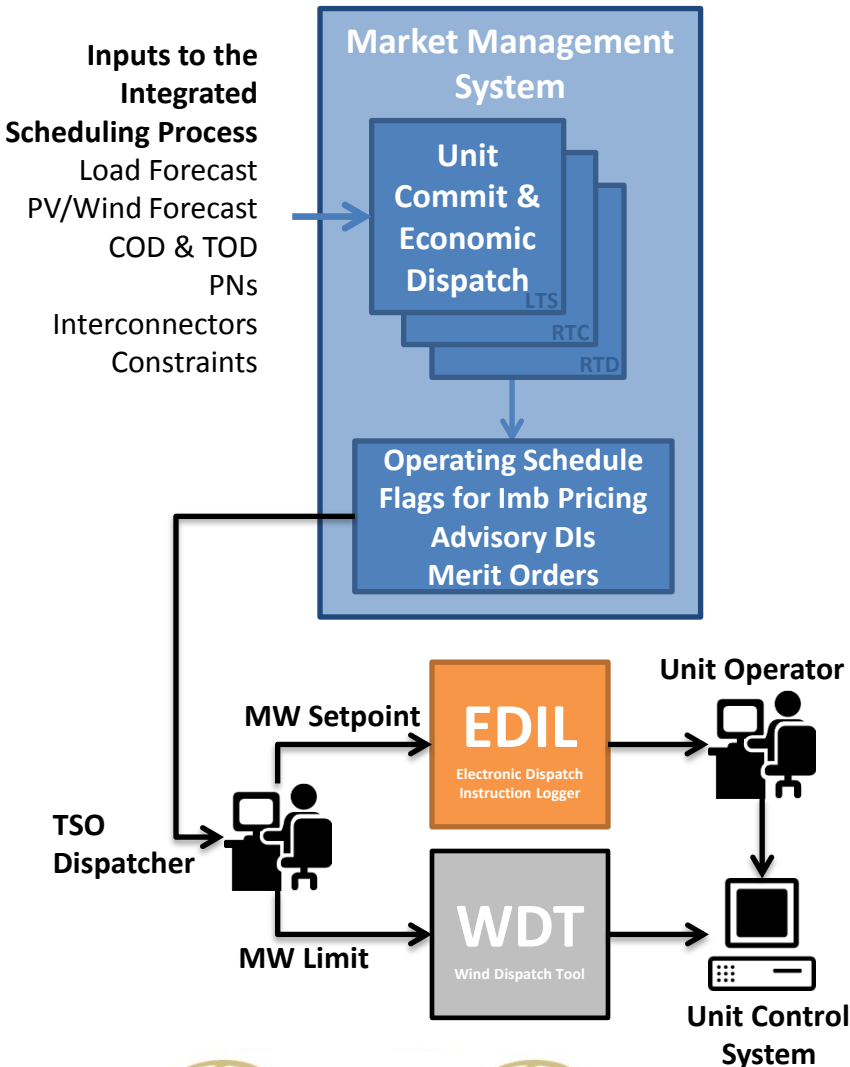 Market Management
System
Inputs to the
Integrated
Scheduling Process
Load Forecast
PV/Wind Forecast
COD & TOD
PNs
Interconnectors
Constraints
Unit
Commit &
Economic
Dispatch
LTS
RTC
RTD
Operating Schedule
Flags for Imb Pricing
Advisory DIs
Merit Orders
Unit Operator
MW Setpoint
EDIL
Electronic Dispatch
Instruction Logger
TSO
Dispatcher
WDT
Wind Dispatch Tool
MW Limit
Unit Control
System